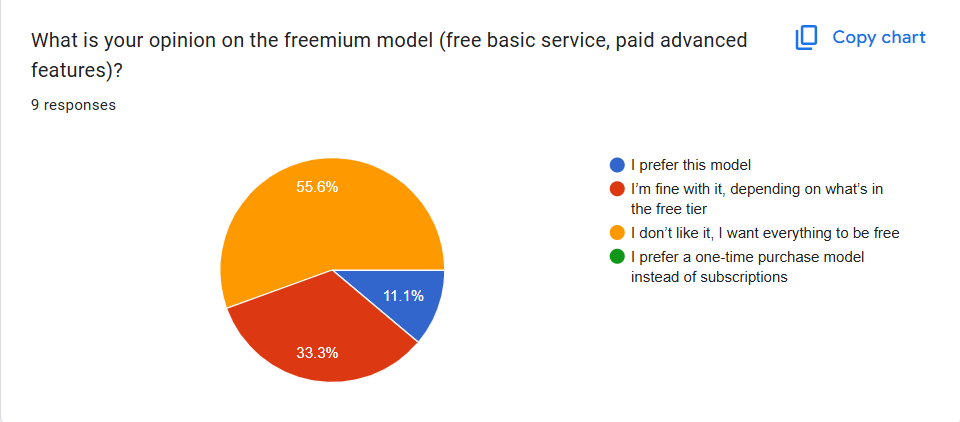 What is your opinion on the freemium model (free basic service, paid advanced
features)?
Copy chart
9 responses
55.6%
11.1%
33.3%
I prefer this model
I’m fine with it, depending on what’s in
the free tier
I don’t like it, I want everything to be free
I prefer a one-time purchase model
instead of subscriptions